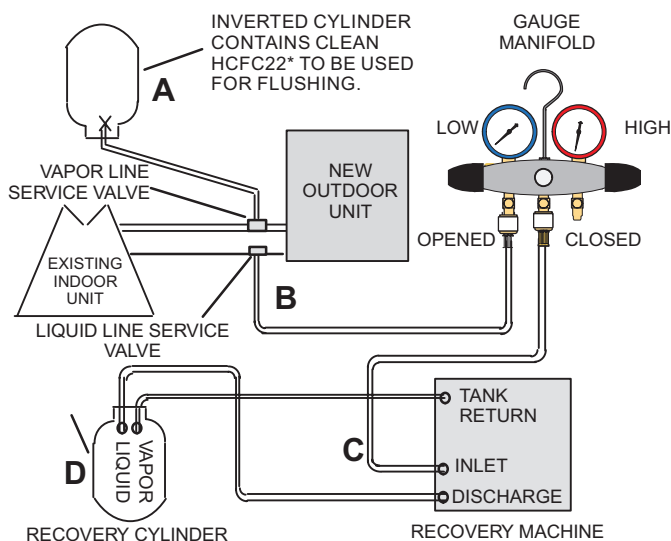 INVERTED CYLINDER
CONTAINS CLEAN
HCFC22* TO BE USED
FOR FLUSHING.
A
GAUGE
MANIFOLD
LOW
HIGH
VAPOR LINE
SERVICE VALVE
NEW
OUTDOOR
UNIT
OPENED
CLOSED
EXISTING
INDOOR
UNIT
B
LIQUID LINE SERVICE
VALVE
TANK
RETURN
C
INLET
DISCHARGE
D
LIQUID
VAPOR
RECOVERY CYLINDER
RECOVERY MACHINE